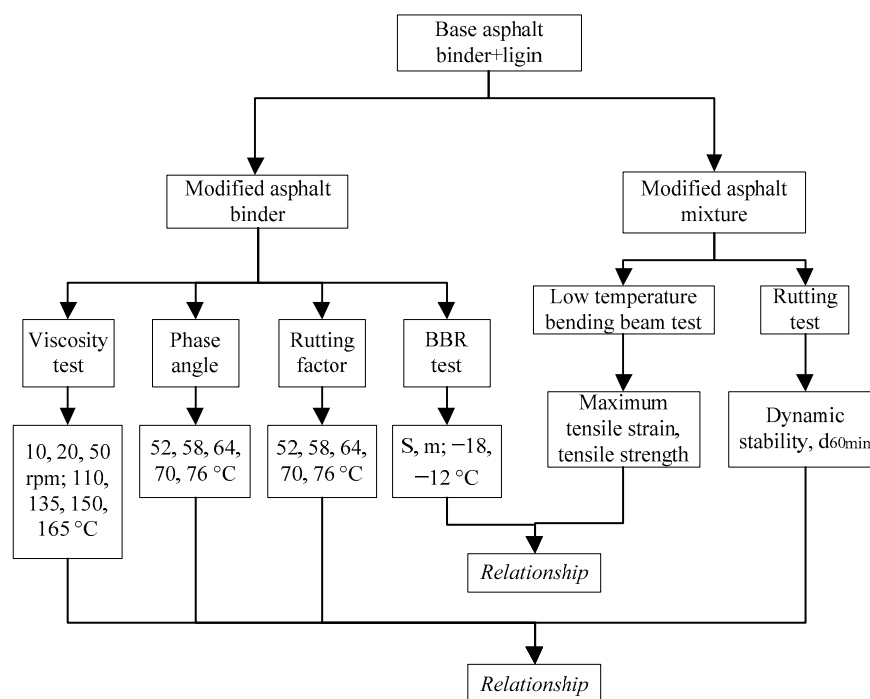 Base asphalt
binder+ligin
Modified asphalt
binder
Modified asphalt
mixture
Viscosity
test
Phase
angle
Rutting
factor
BBR
test
Low temperature
bending beam test
Rutting
test
10, 20, 50
rpm; 110,
135, 150,
165 °C
52, 58, 64,
70, 76 °C
52, 58, 64,
70, 76 °C
S, m; −18,
−12 °C
Maximum
tensile strain,
tensile strength
Dynamic
stability, d60min
Relationship
Relationship